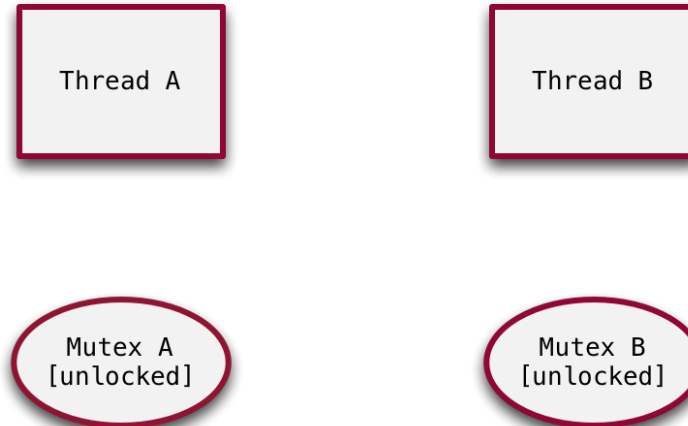 Thread A
Thread B
Mutex A
[unlocked]
Mutex B
[unlocked]